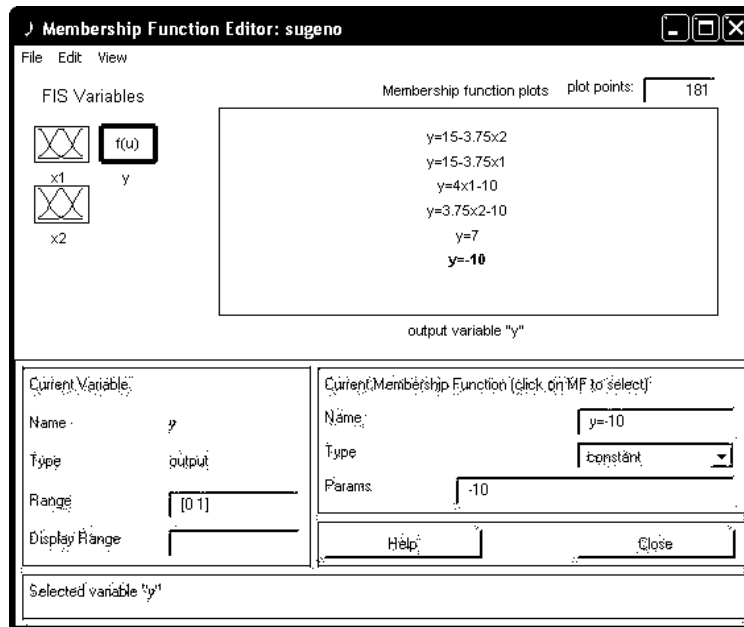 Membership Function Editor: sugeno
File Edit View
FIS Variables
f(u)
x1
y
x2
Membership function plots
plot points: 181
y=15-3.75x2
y=15-3.75x1
y=4x1-10
y=3.75x2-10
y=7
y=-10
output variable "y"
Current Variable
Name y
Type output
Range [0 1]
Display Range
Current Membership Function (click on MF to select)
Name y=-10
Type constant
Params -10
Help Close
Selected variable "y"